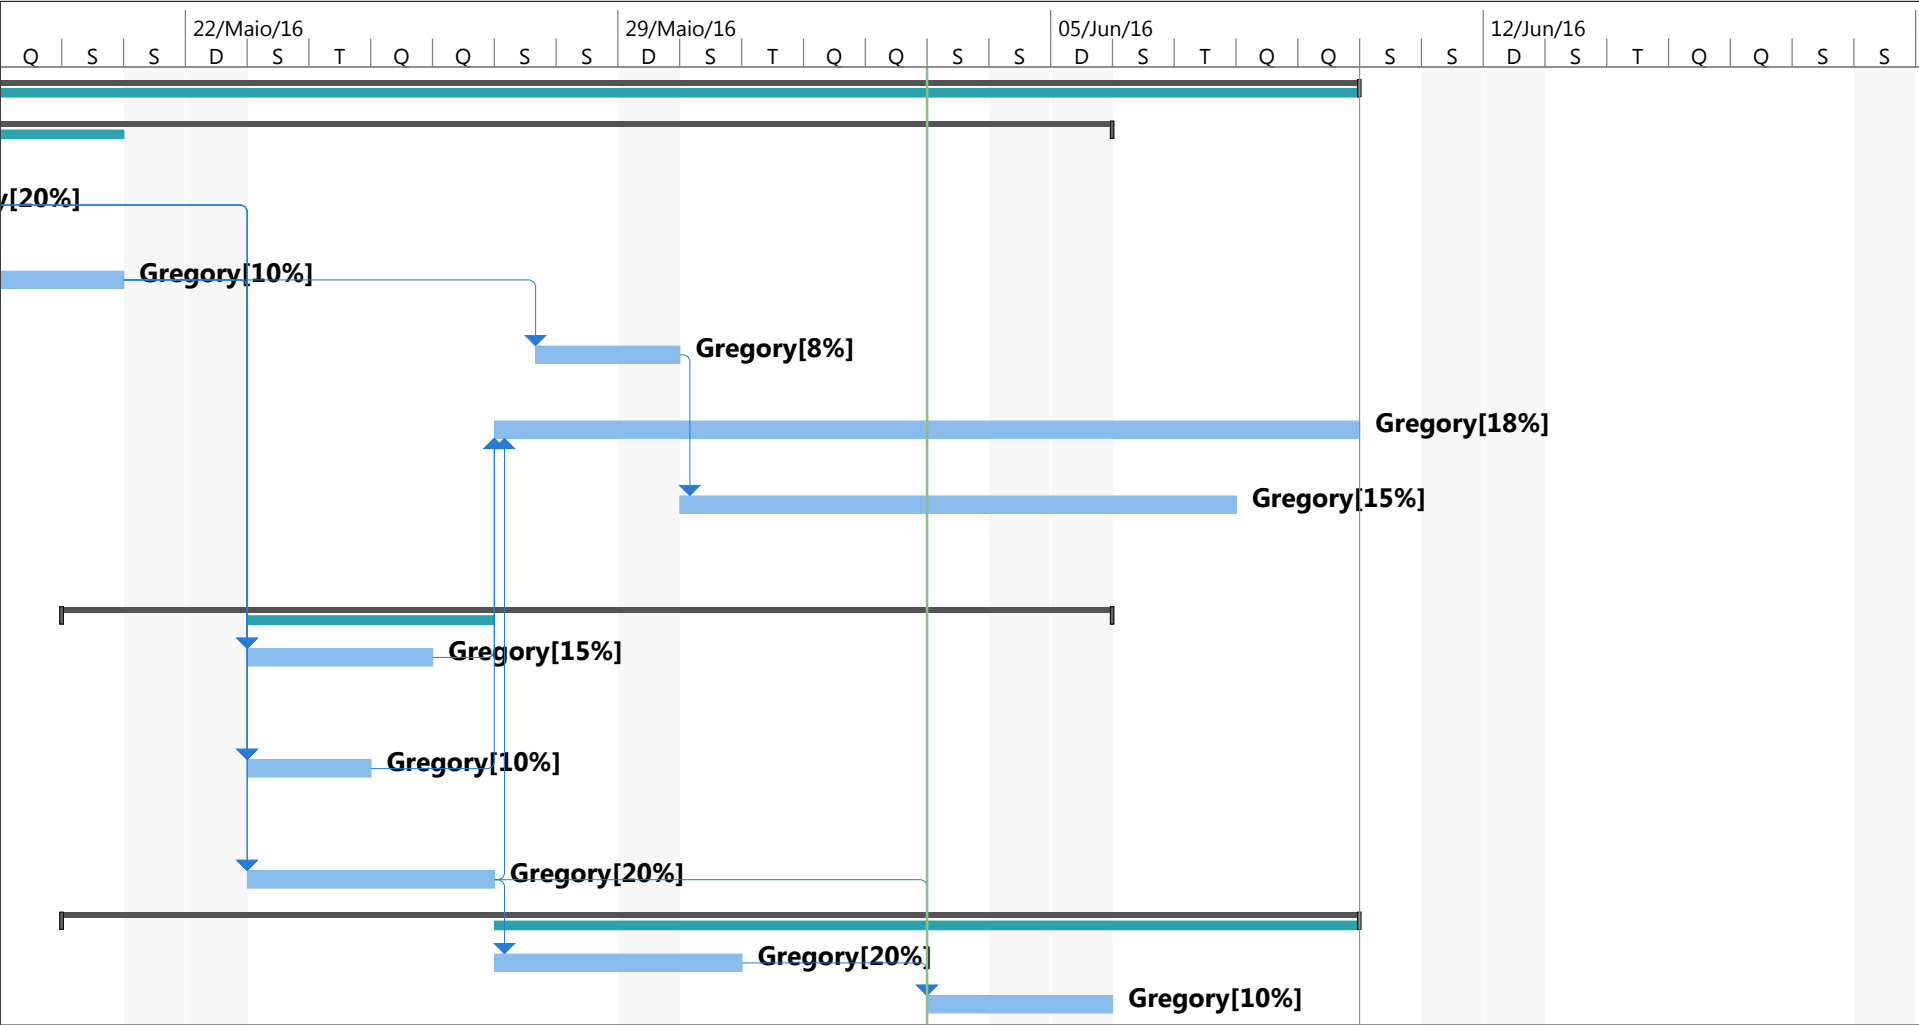 22/Maio/16 29/Maio/16 05/Jun/16 12/Jun/16
Q S S D S T Q Q S S D S T Q Q S S D S T Q Q S S D S T Q Q S S
y[20%]
Gregory[10%]
Gregory[8%]
Gregory[18%]
Gregory[15%]
Gregory[15%]
Gregory[10%]
Gregory[20%]
Gregory[20%]
Gregory[10%]